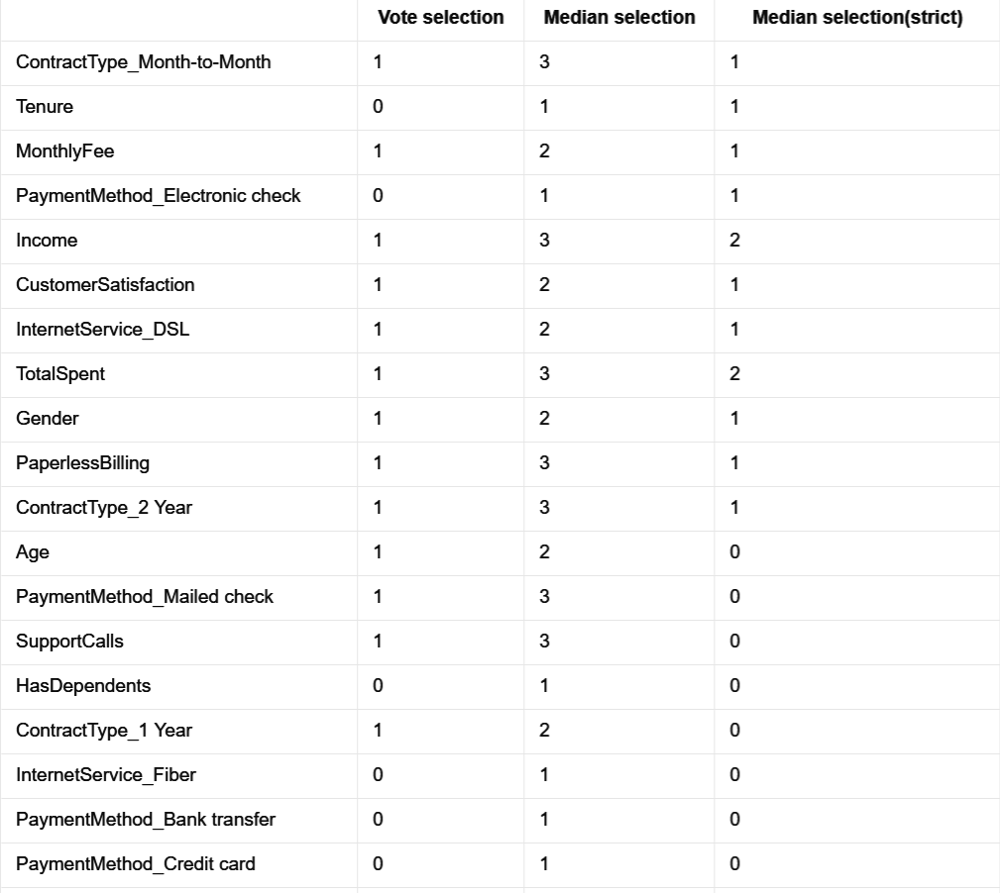 Vote selection Median selection Median selection(strict)
ContractType_Month-to-Month 1 3 1
Tenure 0 1 1
MonthlyFee 1 2 1
PaymentMethod_Electronic check 0 1 1
Income 1 3 2
CustomerSatisfaction 1 2 1
InternetService_DSL 1 2 1
TotalSpent 1 3 2
Gender 1 2 1
PaperlessBilling 1 3 1
ContractType_2 Year 1 3 1
Age 1 2 0
PaymentMethod_Mailed check 1 3 0
SupportCalls 1 3 0
HasDependents 0 1 0
ContractType_1 Year 1 2 0
InternetService_Fiber 0 1 0
PaymentMethod_Bank transfer 0 1 0
PaymentMethod_Credit card 0 1 0